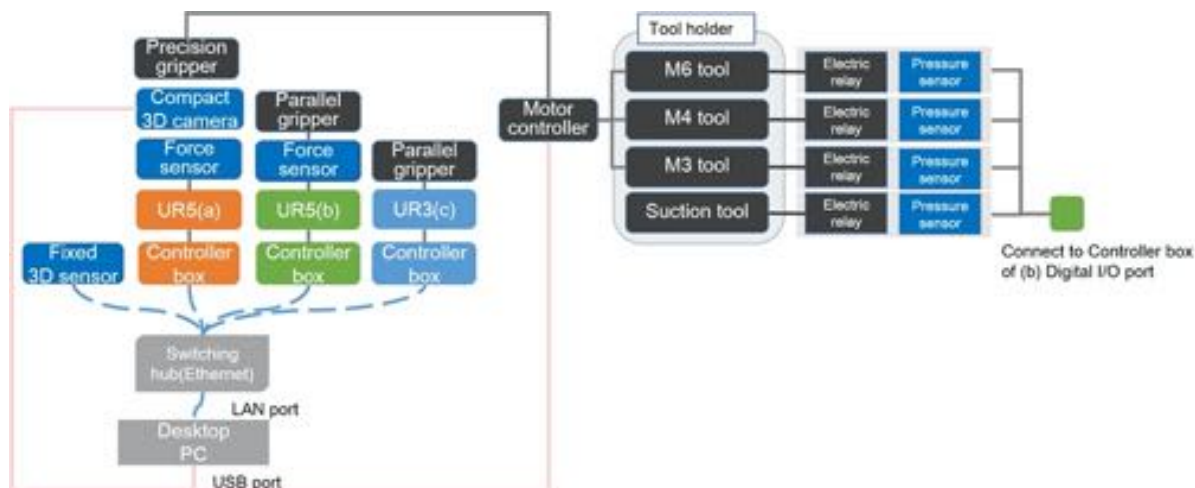 Tool holder
Precision
gripper
Compact
3D camera
Force
sensor
UR5(a)
Controller
box
Parallel
gripper
Force
sensor
UR5(b)
Controller
box
Parallel
gripper
UR3(c)
Controller
box
Fixed
3D sensor
Switching
hub(Ethernet)
LAN port
Desktop
PC
USB port
Motor
controller
M6 tool
Electric
relay
Pressure
sensor
M4 tool
Electric
relay
Pressure
sensor
M3 tool
Electric
relay
Pressure
sensor
Suction tool
Electric
relay
Pressure
sensor
Connect to Controller box
of (b) Digital I/O port